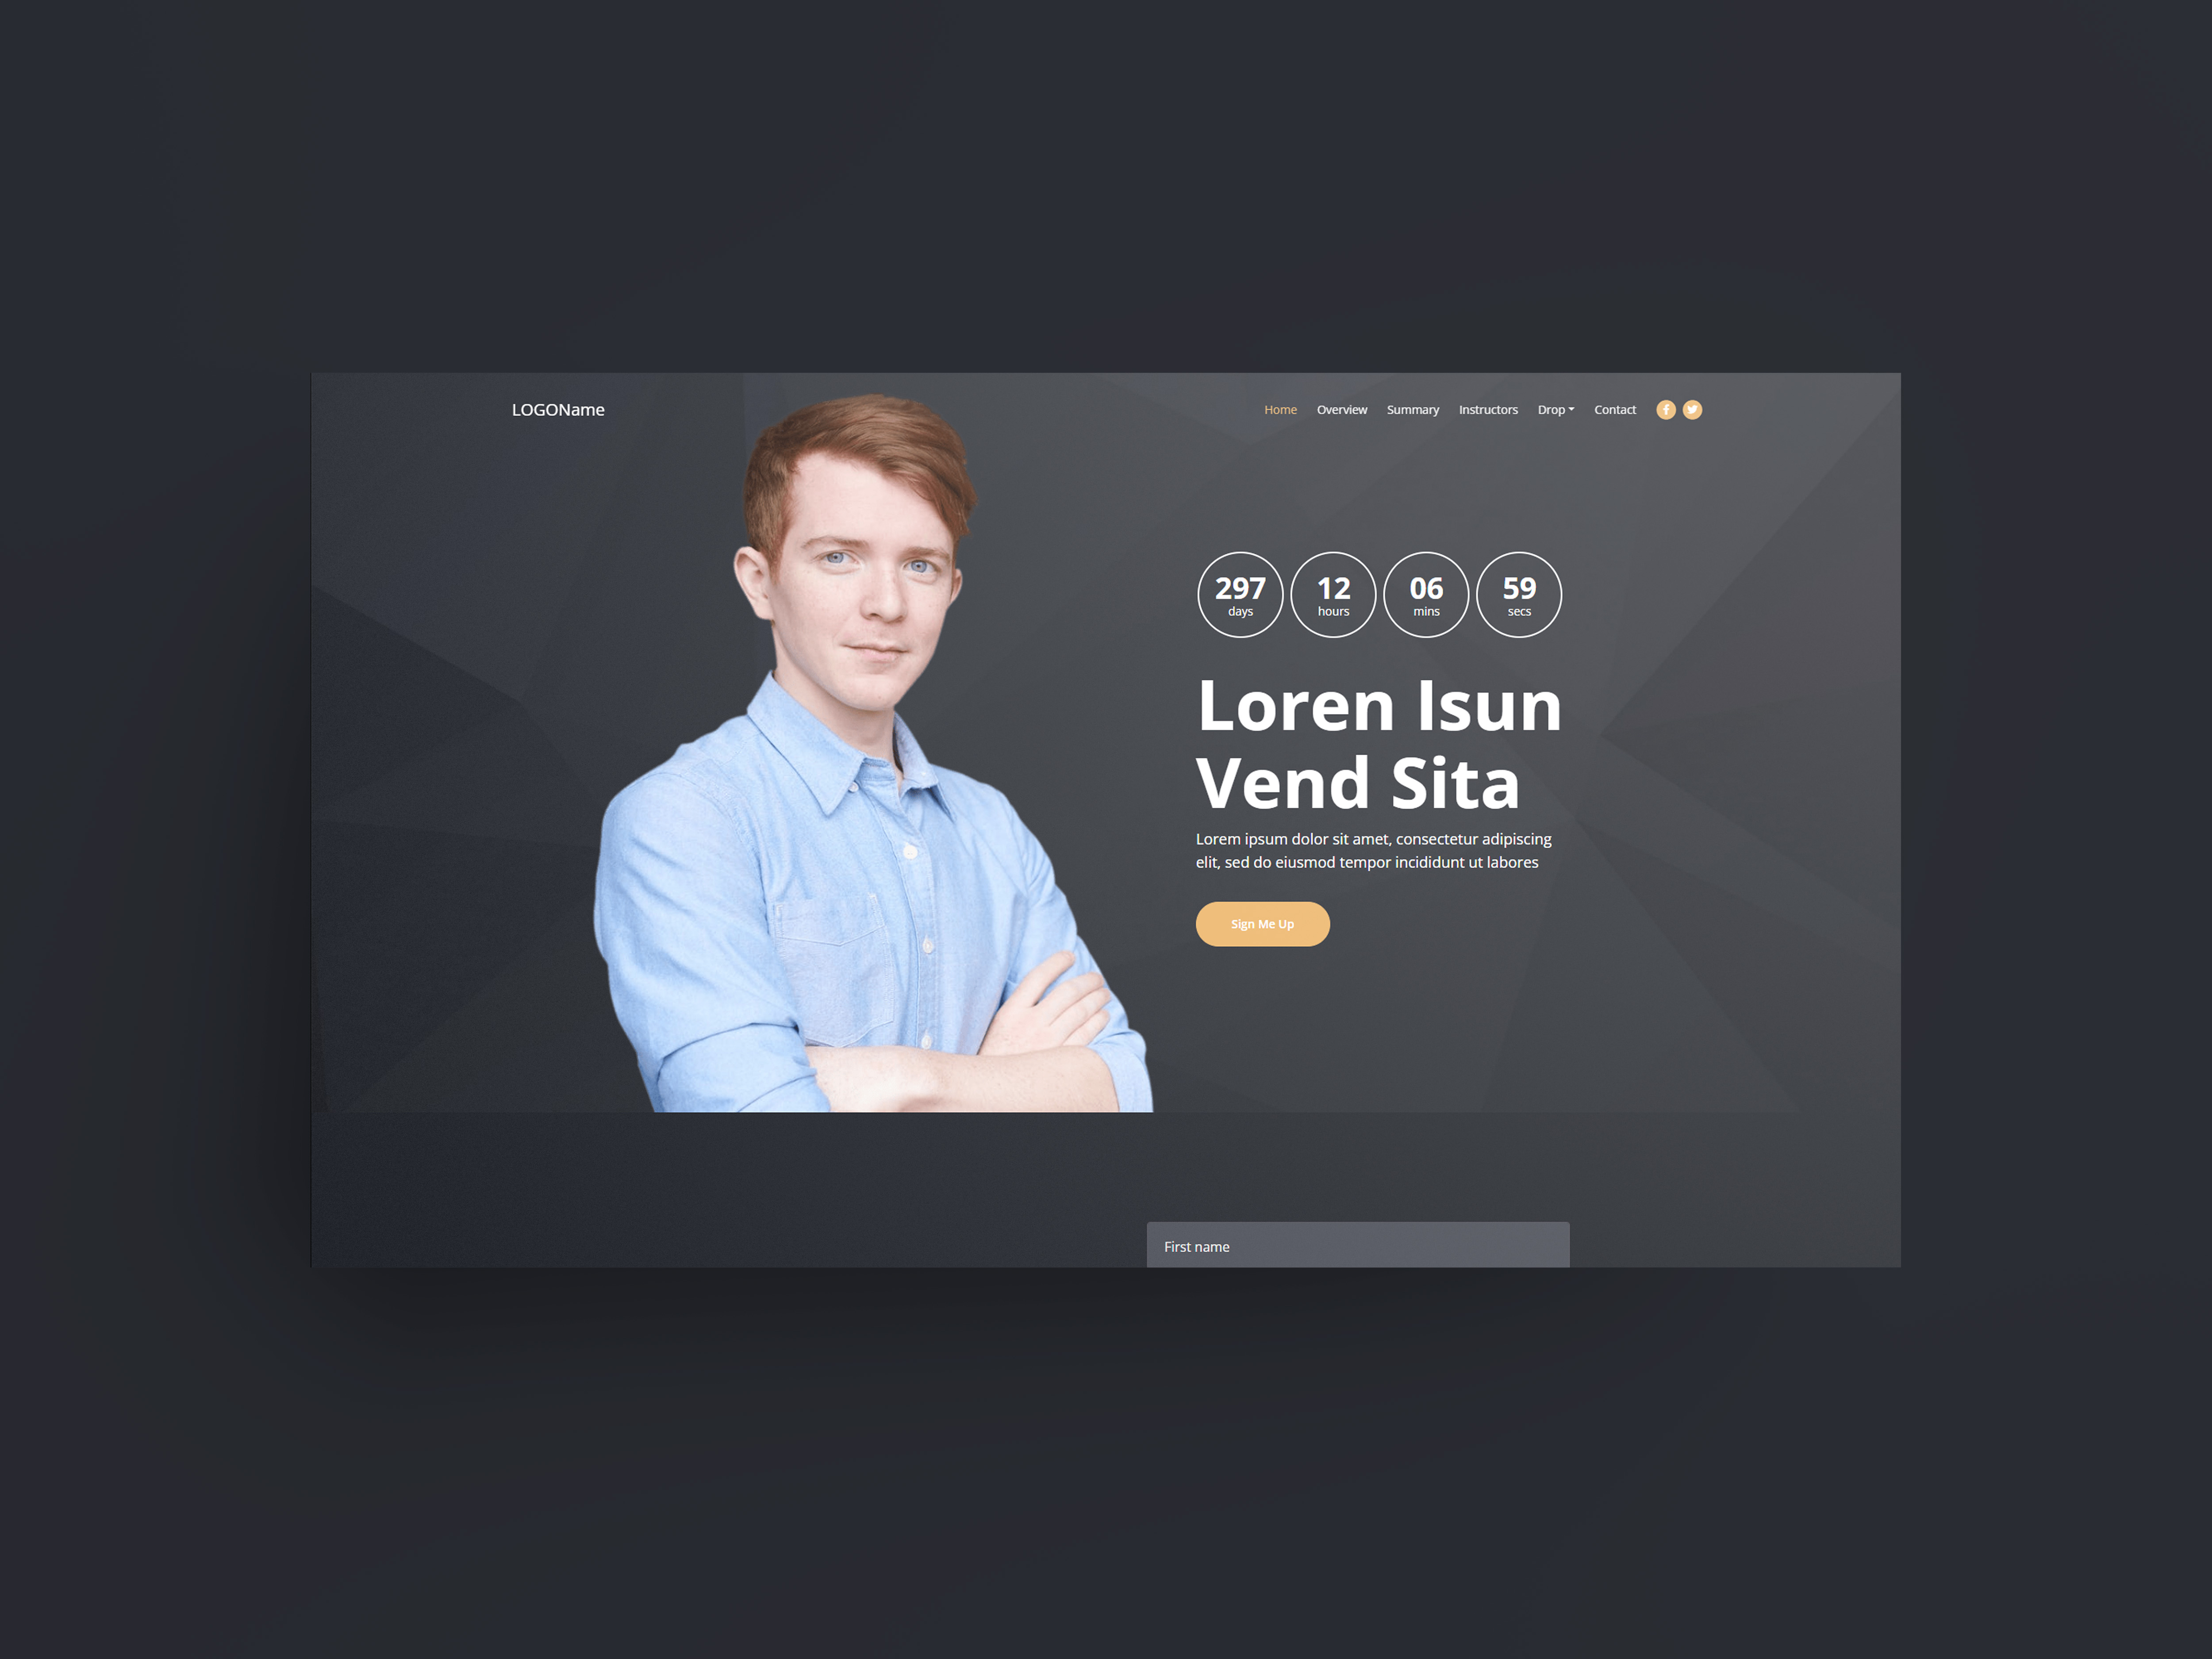 LOGOName
Home Overview Summary Instructors Drop Contact
297 12 06 59
days hours mins secs
Loren Isun
Vend Sita
Lorem ipsum dolor sit amet, consectetur adipiscing
elit, sed do eiusmod tempor incididunt ut labores
Sign Me Up
First name